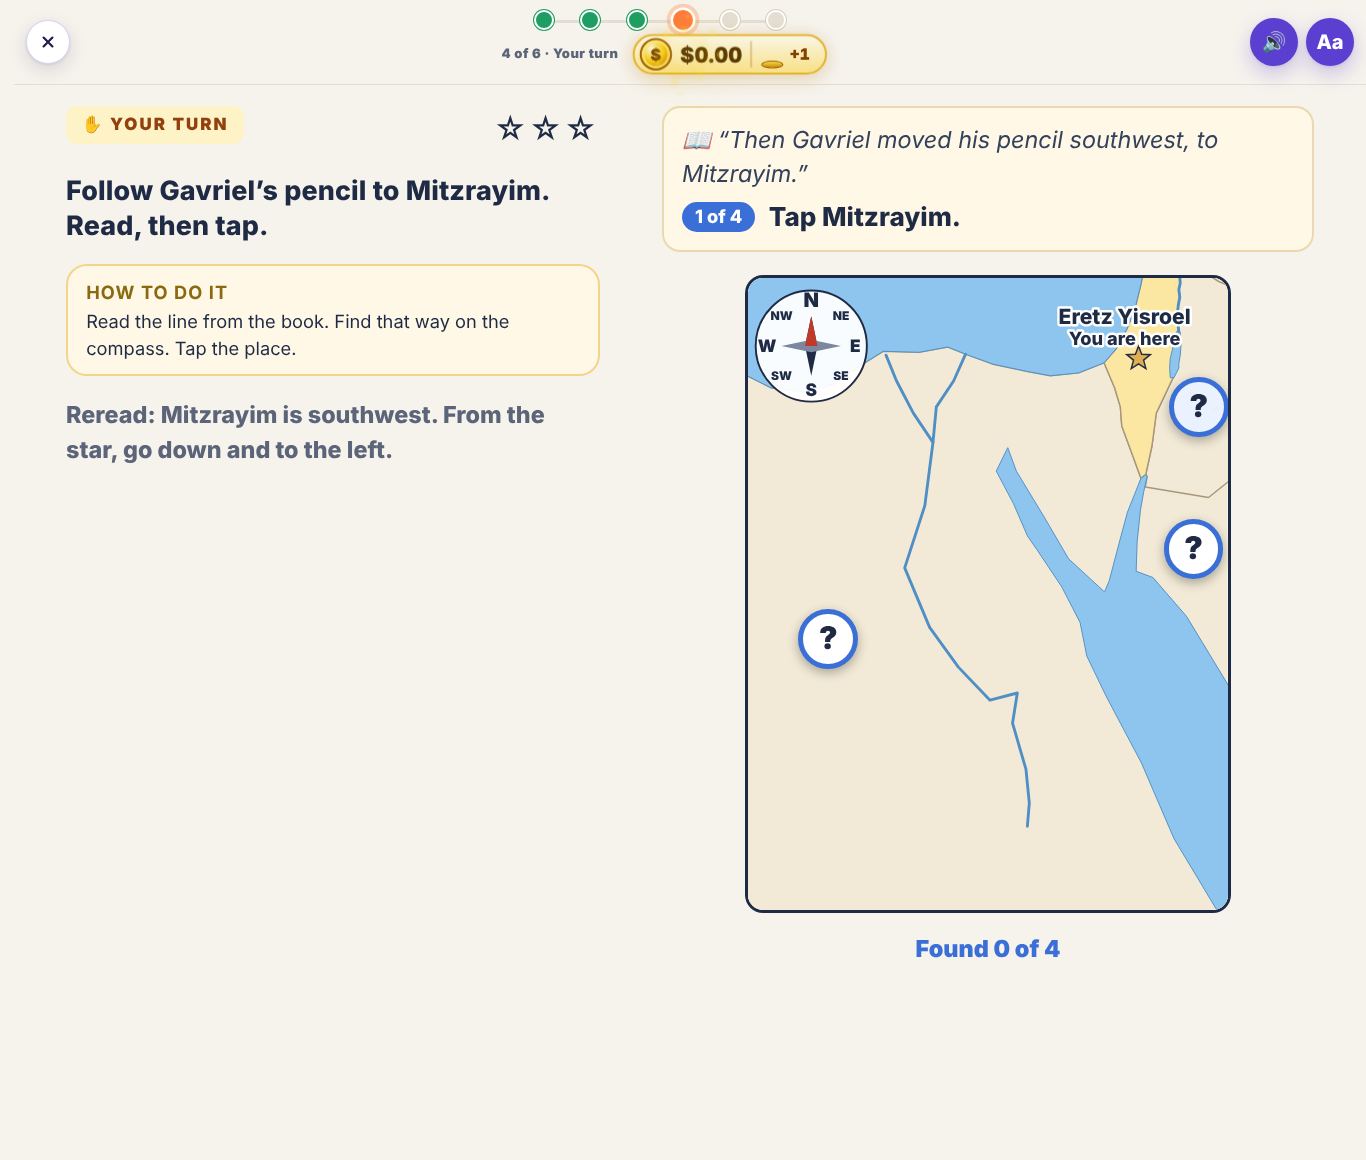 4 of 6 · Your turn
$0.00
+1
Aa
✋ YOUR TURN
Follow Gavriel’s pencil to Mitzrayim.
Read, then tap.
HOW TO DO IT
Read the line from the book. Find that way on the
compass. Tap the place.
Reread: Mitzrayim is southwest. From the
star, go down and to the left.
📖 “Then Gavriel moved his pencil southwest, to
Mitzrayim.”
1 of 4 Tap Mitzrayim.
N
NW NE
W E
SW SE
S
Eretz Yisroel
You are here
?
?
?
Found 0 of 4